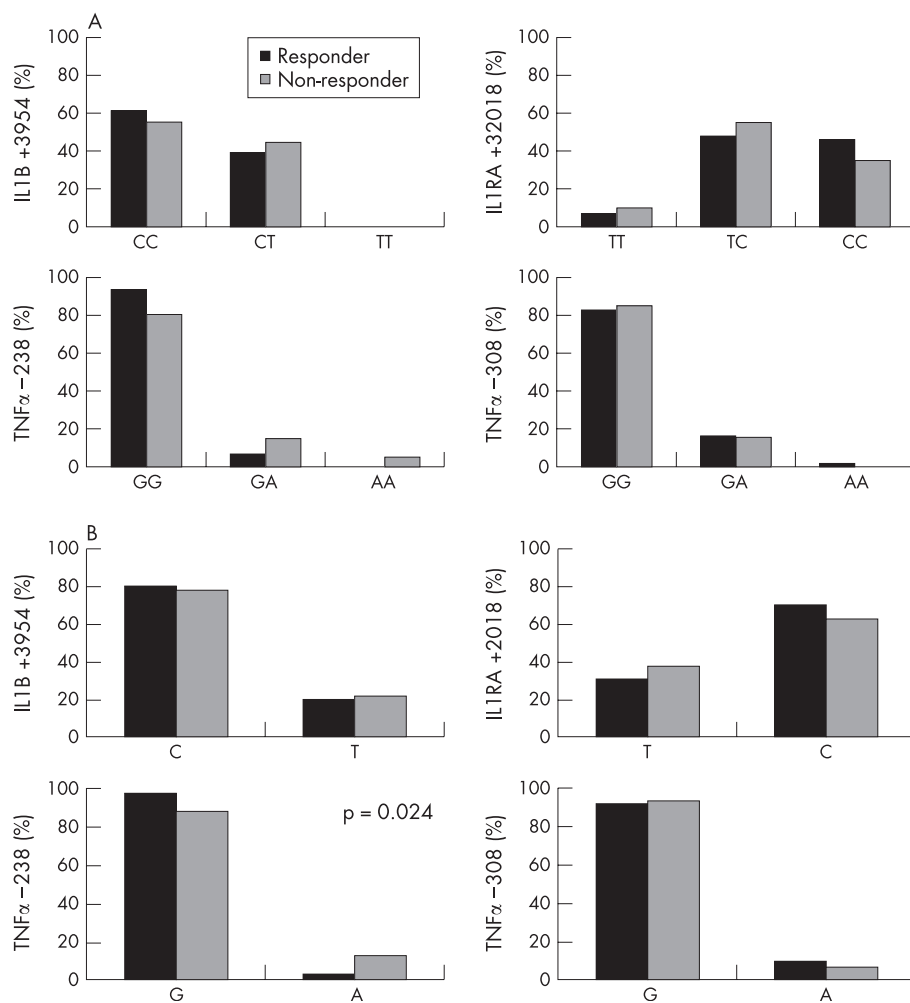 A
Responder
Non-responder
IL1B +3954 (%)
100
80
60
40
20
0
CC CT TT
IL1RA +32018 (%)
100
80
60
40
20
0
TT TC CC
TNFα −238 (%)
100
80
60
40
20
0
GG GA AA
TNFα −308 (%)
100
80
60
40
20
0
GG GA AA
B
IL1B +3954 (%)
100
80
60
40
20
0
C T
IL1RA +2018 (%)
100
80
60
40
20
0
T C
TNFα −238 (%)
100
80
60
40
20
0
p = 0.024
G A
TNFα −308 (%)
100
80
60
40
20
0
G A